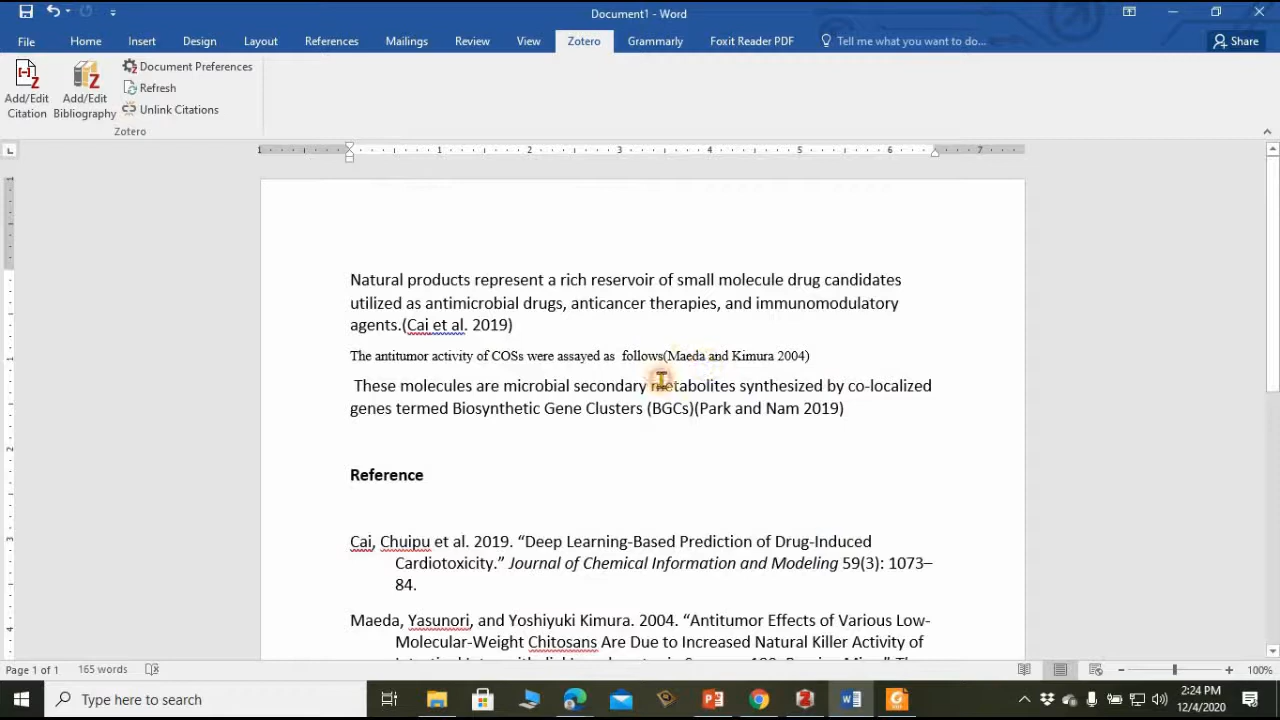 Document1 - Word
File Home Insert Design Layout References Mailings Review View Zotero Grammarly Foxit Reader PDF Tell me what you want to do... Share
Add/Edit Citation
Add/Edit Bibliography
Document Preferences
Refresh
Unlink Citations
Zotero
1 1 2 3 4 5 6 7
Natural products represent a rich reservoir of small molecule drug candidates
utilized as antimicrobial drugs, anticancer therapies, and immunomodulatory
agents.(Cai et al. 2019)
The antitumor activity of COSs were assayed as follows(Maeda and Kimura 2004)
These molecules are microbial secondary metabolites synthesized by co-localized
genes termed Biosynthetic Gene Clusters (BGCs)(Park and Nam 2019)
Reference
Cai, Chuipu et al. 2019. “Deep Learning-Based Prediction of Drug-Induced
Cardiotoxicity.” Journal of Chemical Information and Modeling 59(3): 1073–
84.
Maeda, Yasunori, and Yoshiyuki Kimura. 2004. “Antitumor Effects of Various Low-
Molecular-Weight Chitosans Are Due to Increased Natural Killer Activity of
Page 1 of 1 165 words 100%
Type here to search
2:24 PM
12/4/2020